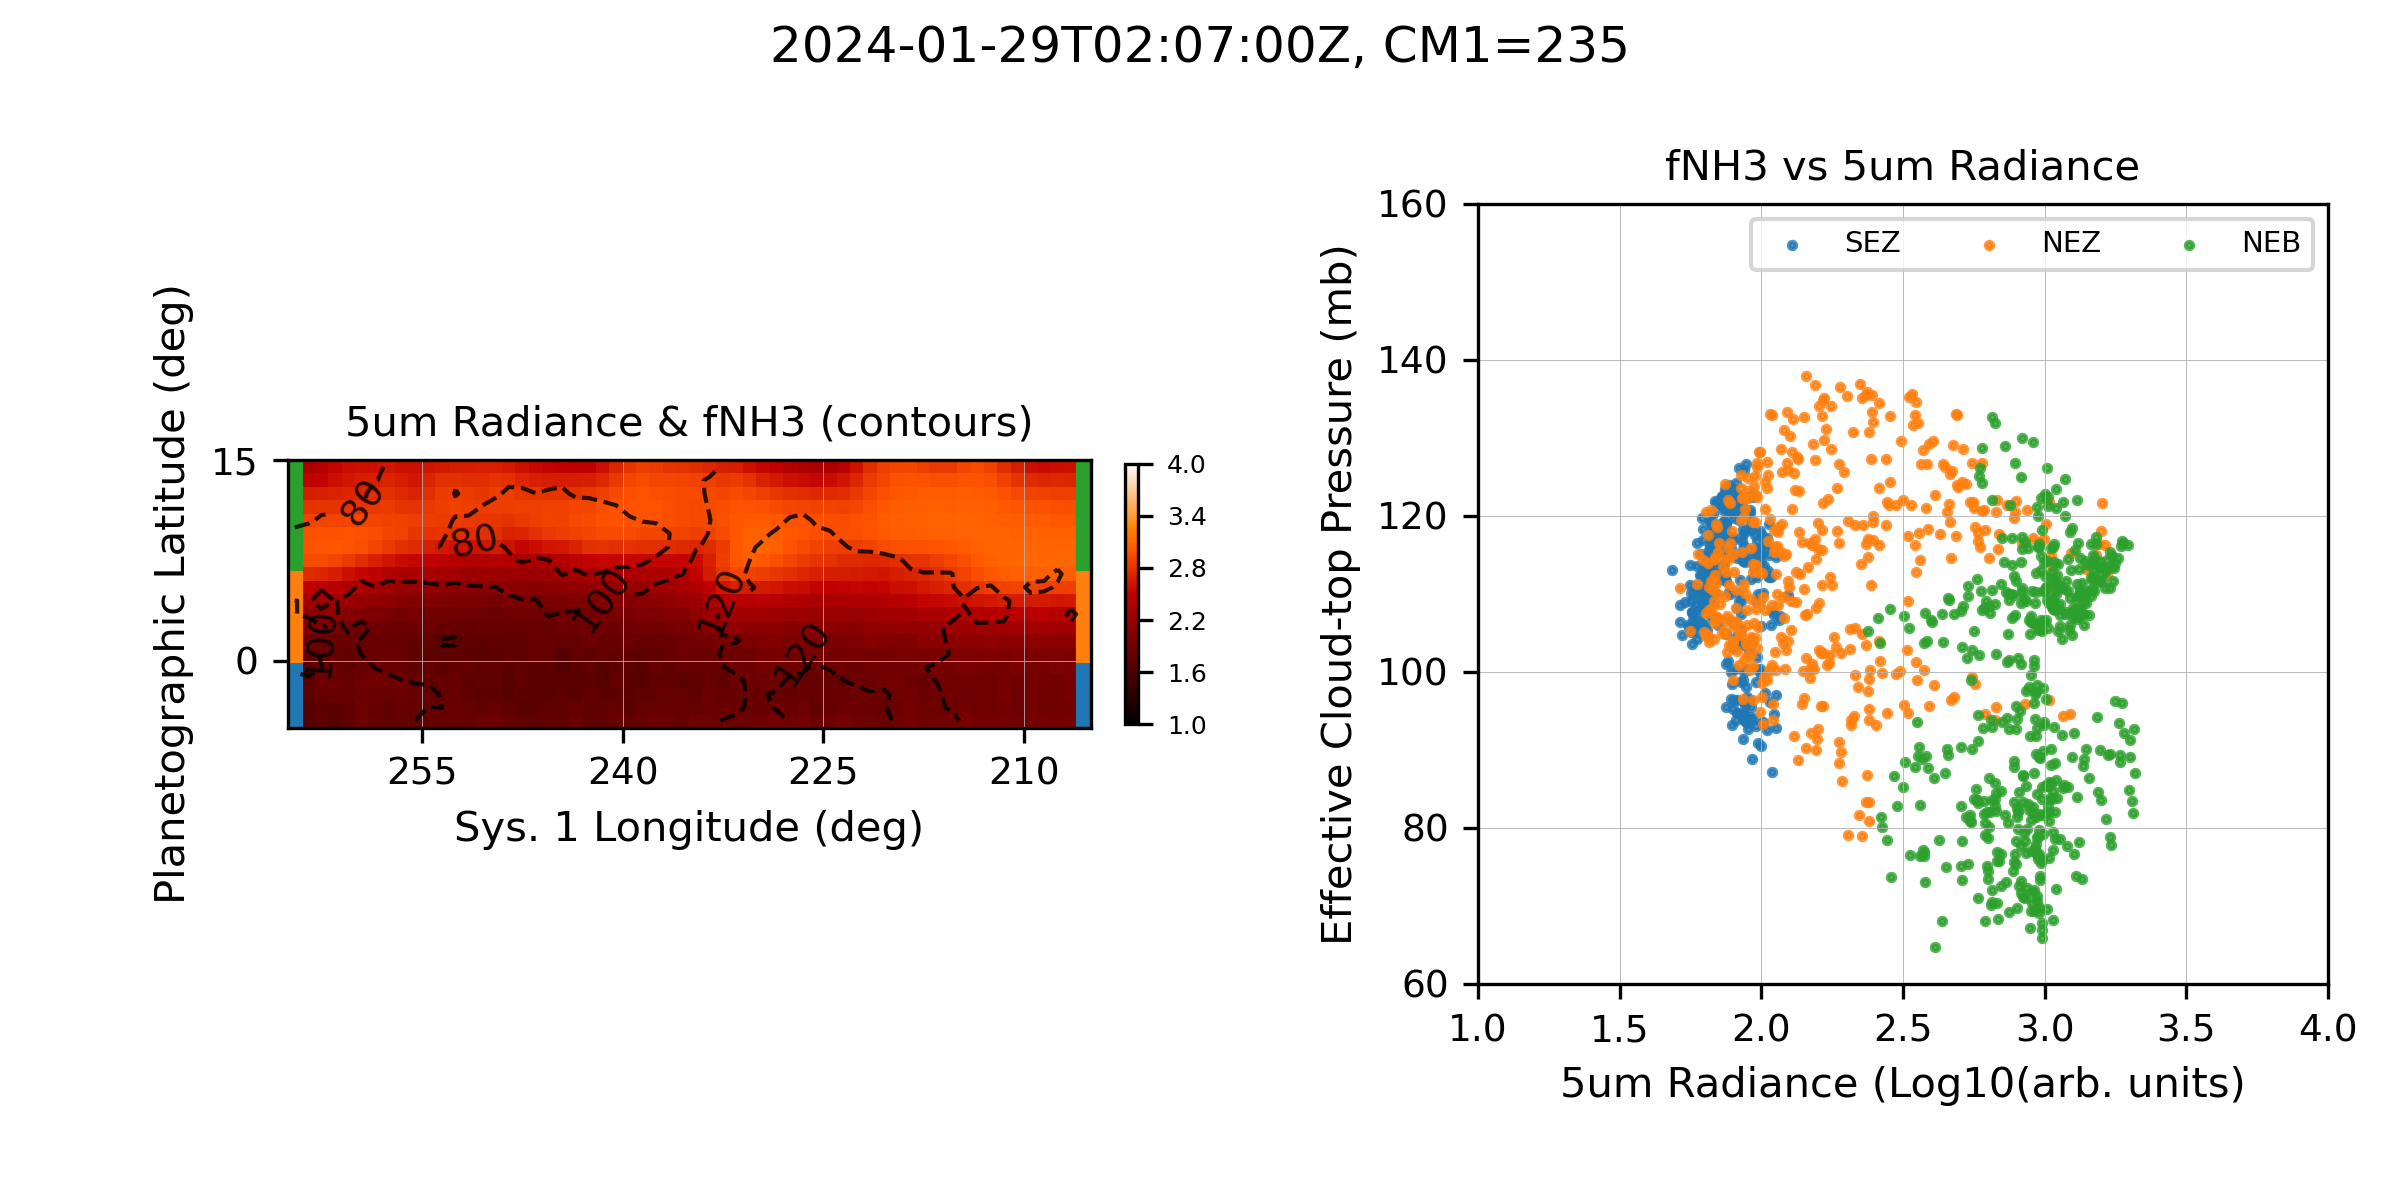 2024-01-29T02:07:00Z, CM1=235
5um Radiance & fNH3 (contours)
Planetographic Latitude (deg)
15
0
80
80
100
100
120
120
255
240
225
210
Sys. 1 Longitude (deg)
4.0
3.4
2.8
2.2
1.6
1.0
fNH3 vs 5um Radiance
Effective Cloud-top Pressure (mb)
160
140
120
100
80
60
SEZ NEZ NEB
1.0 1.5 2.0 2.5 3.0 3.5 4.0
5um Radiance (Log10(arb. units)